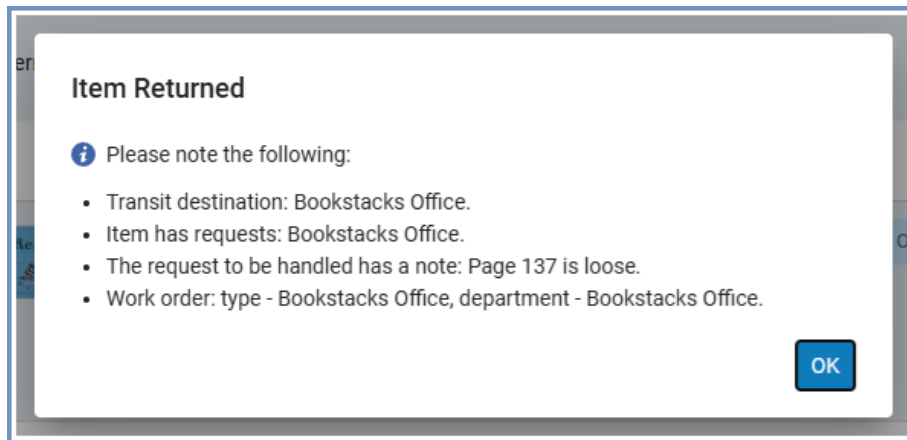 Item Returned
Please note the following:
• Transit destination: Bookstacks Office.
• Item has requests: Bookstacks Office.
• The request to be handled has a note: Page 137 is loose.
• Work order: type - Bookstacks Office, department - Bookstacks Office.
OK